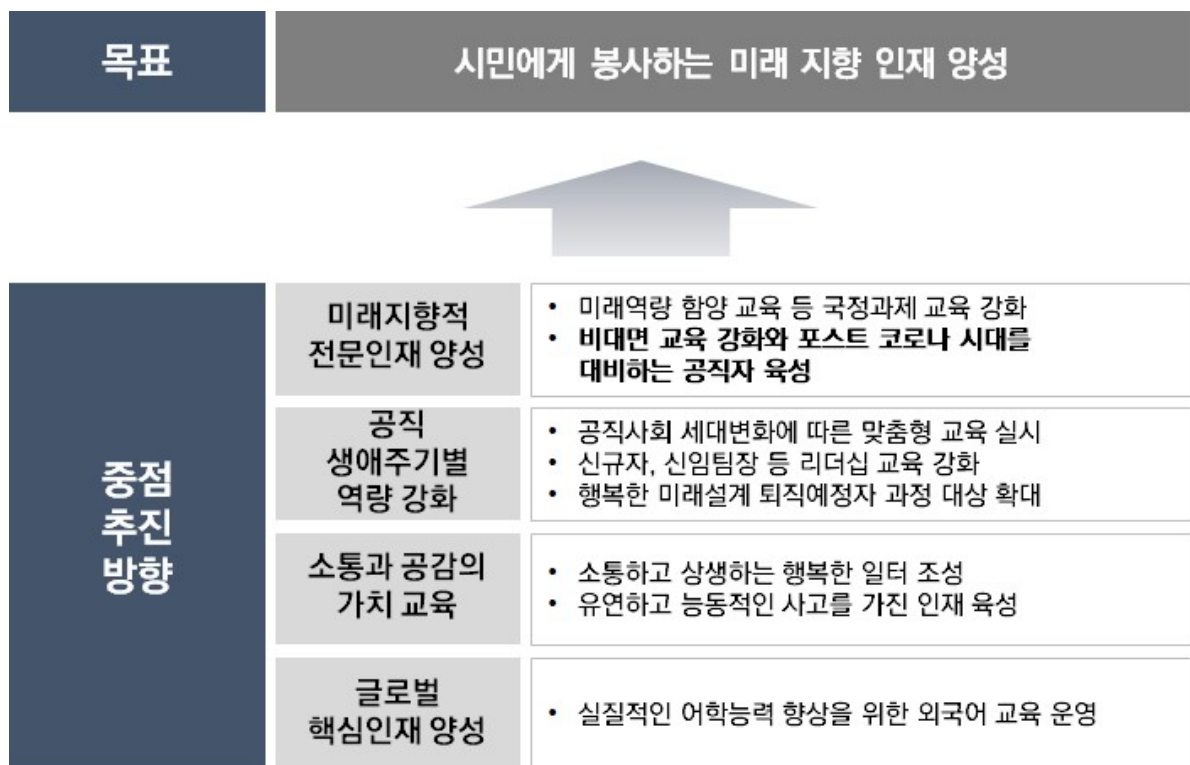 목표
시민에게 봉사하는 미래 지향 인재 양성
중점
추진
방향
미래지향적
전문인재 양성
• 미래역량 함양 교육 등 국정과제 교육 강화
• 비대면 교육 강화와 포스트 코로나 시대를
대비하는 공직자 육성
공직
생애주기별
역량 강화
• 공직사회 세대변화에 따른 맞춤형 교육 실시
• 신규자, 신임팀장 등 리더십 교육 강화
• 행복한 미래설계 퇴직예정자 과정 대상 확대
소통과 공감의
가치 교육
• 소통하고 상생하는 행복한 일터 조성
• 유연하고 능동적인 사고를 가진 인재 육성
글로벌
핵심인재 양성
• 실질적인 어학능력 향상을 위한 외국어 교육 운영